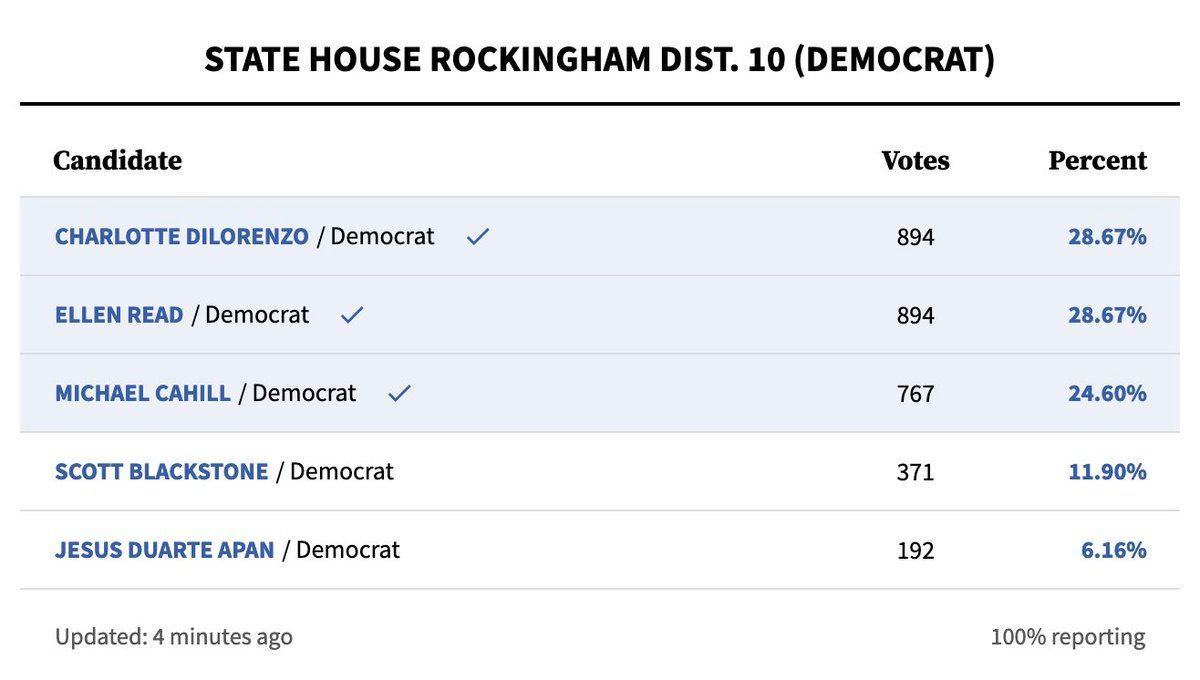 STATE HOUSE ROCKINGHAM DIST. 10 (DEMOCRAT)
Candidate Votes Percent
CHARLOTTE DILORENZO / Democrat ✓ 894 28.67%
ELLEN READ / Democrat ✓ 894 28.67%
MICHAEL CAHILL / Democrat ✓ 767 24.60%
SCOTT BLACKSTONE / Democrat 371 11.90%
JESUS DUARTE APAN / Democrat 192 6.16%
Updated: 4 minutes ago 100% reporting